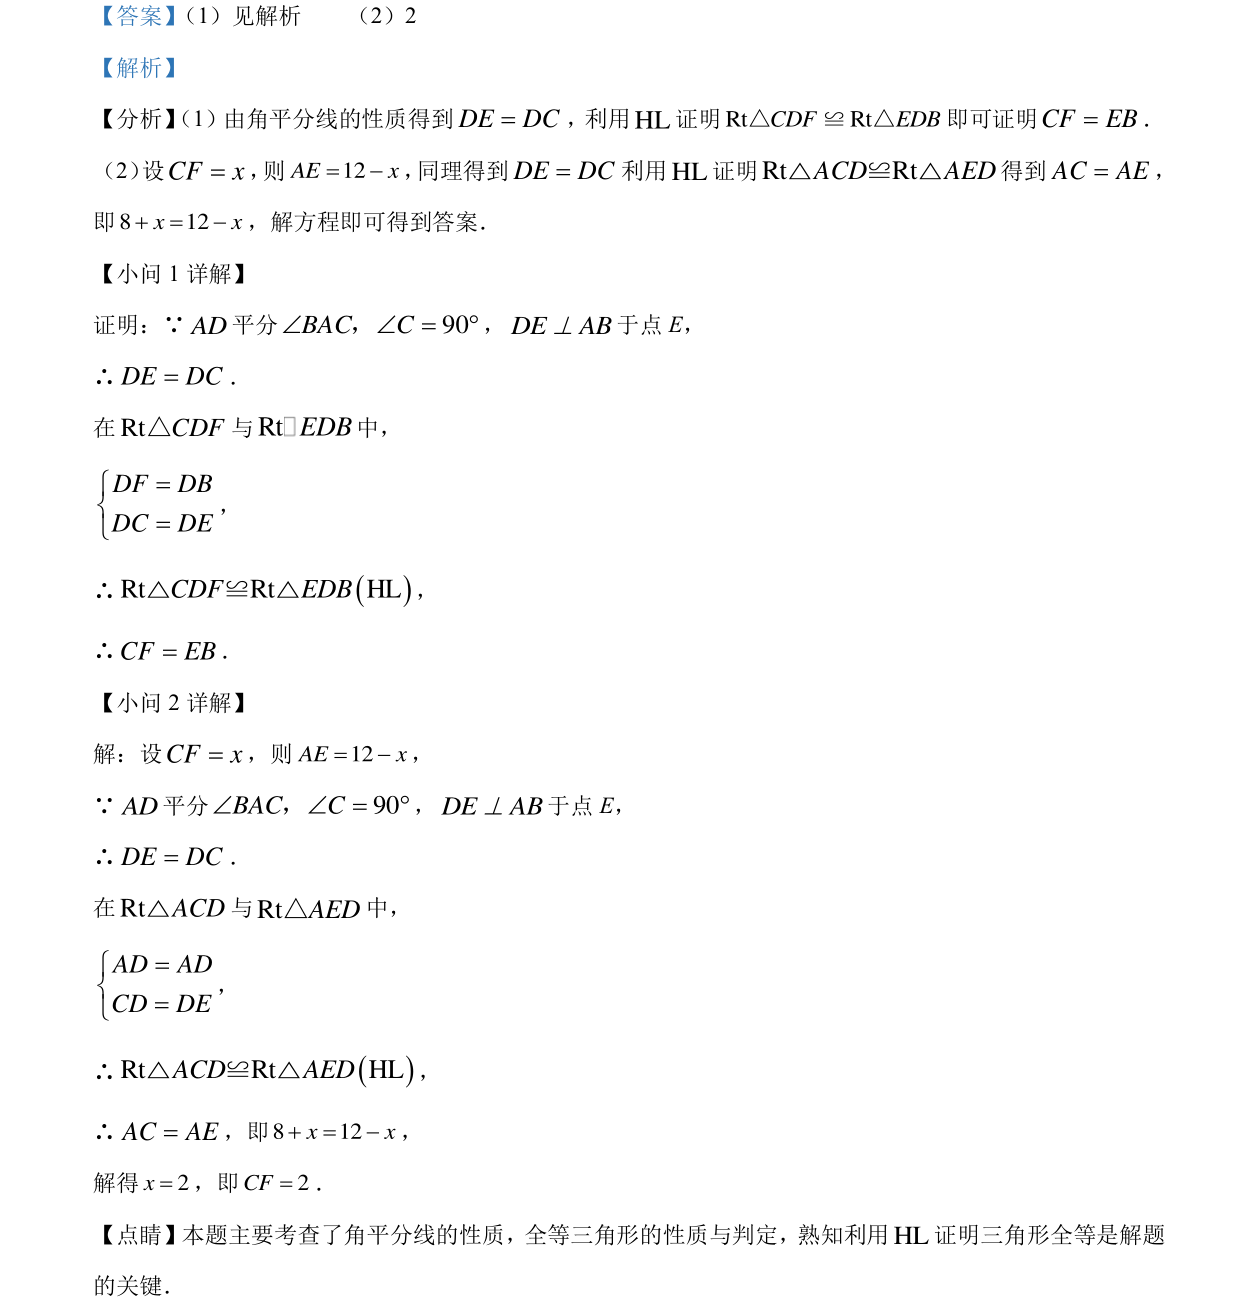 【答案】（1）见解析 （2）2
【解析】
【分析】（1）由角平分线的性质得到 DE = DC，利用 HL 证明 Rt△CDF ≌ Rt△EDB 即可证明 CF = EB．
（2）设 CF = x，则 AE = 12 − x，同理得到 DE = DC 利用 HL 证明 Rt△ACD≌Rt△AED 得到 AC = AE，
即 8 + x = 12 − x，解方程即可得到答案．
【小问 1 详解】
证明：∵ AD 平分 ∠BAC，∠C = 90°，DE ⊥ AB 于点 E，
∴ DE = DC．
在 Rt△CDF 与 Rt□EDB 中，
{DF = DB
DC = DE，
∴ Rt△CDF≌Rt△EDB(HL)，
∴ CF = EB．
【小问 2 详解】
解：设 CF = x，则 AE = 12 − x，
∵ AD 平分 ∠BAC，∠C = 90°，DE ⊥ AB 于点 E，
∴ DE = DC．
在 Rt△ACD 与 Rt△AED 中，
{AD = AD
CD = DE，
∴ Rt△ACD≌Rt△AED(HL)，
∴ AC = AE，即 8 + x = 12 − x，
解得 x = 2，即 CF = 2．
【点睛】本题主要考查了角平分线的性质，全等三角形的性质与判定，熟知利用 HL 证明三角形全等是解题
的关键．